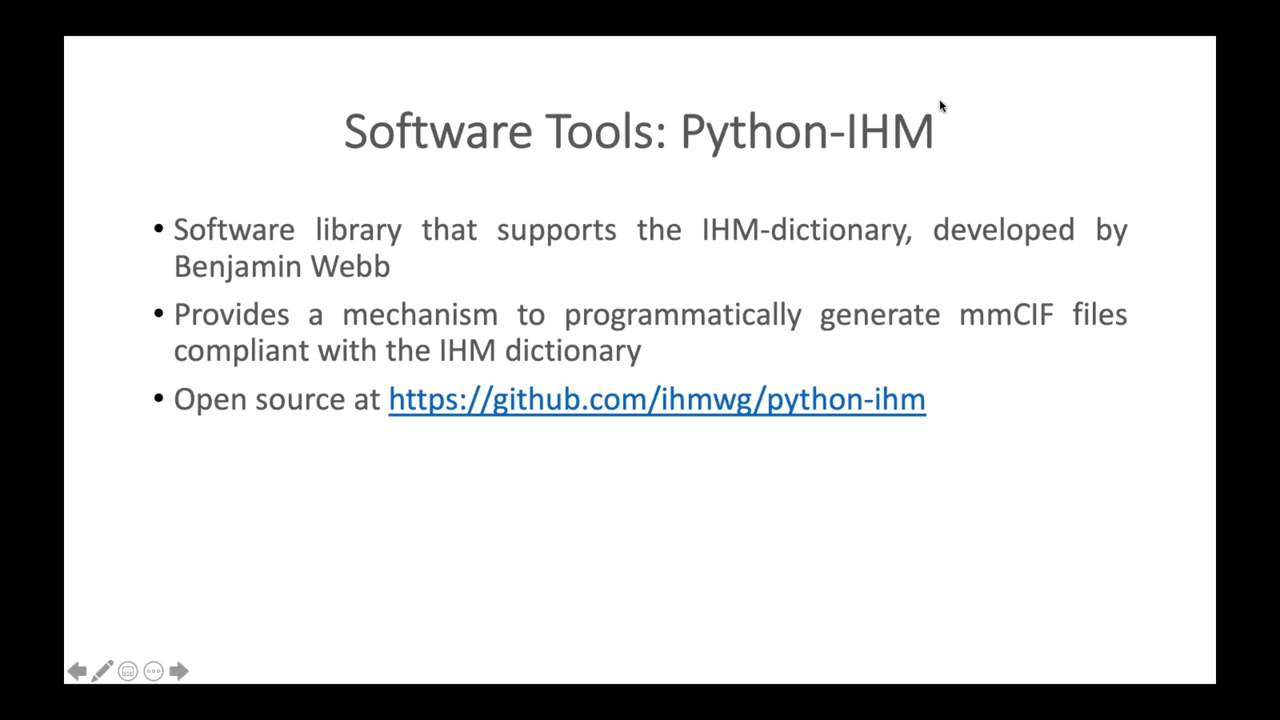 Software Tools: Python-IHM
• Software library that supports the IHM-dictionary, developed by
Benjamin Webb
• Provides a mechanism to programmatically generate mmCIF files
compliant with the IHM dictionary
• Open source at https://github.com/ihmwg/python-ihm